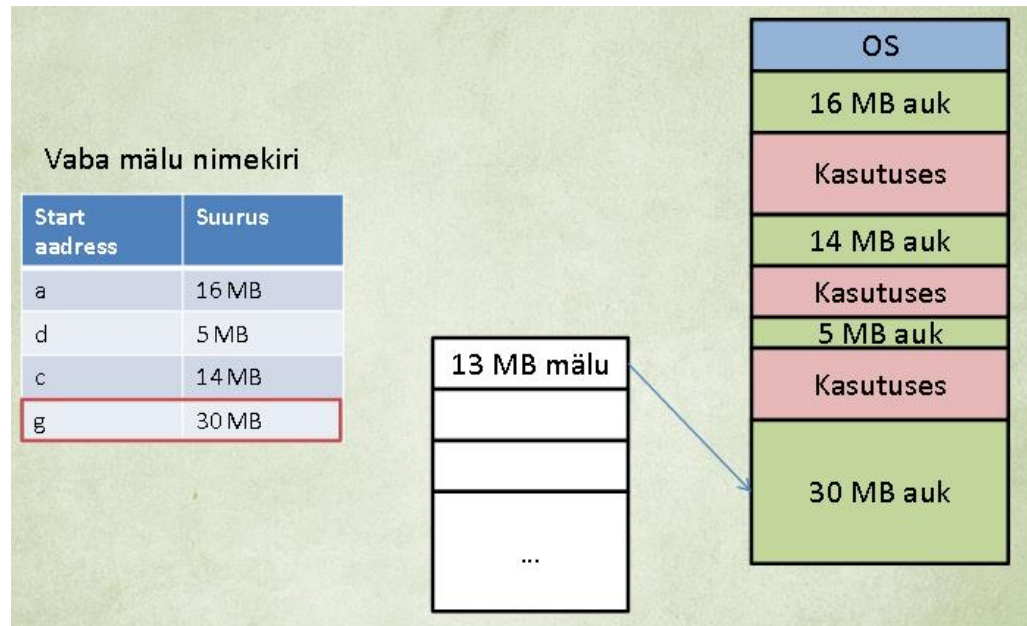 Vaba mälu nimekiri
Start aadress
Suurus
a
16 MB
d
5 MB
c
14 MB
g
30 MB
13 MB mälu
...
OS
16 MB auk
Kasutuses
14 MB auk
Kasutuses
5 MB auk
Kasutuses
30 MB auk